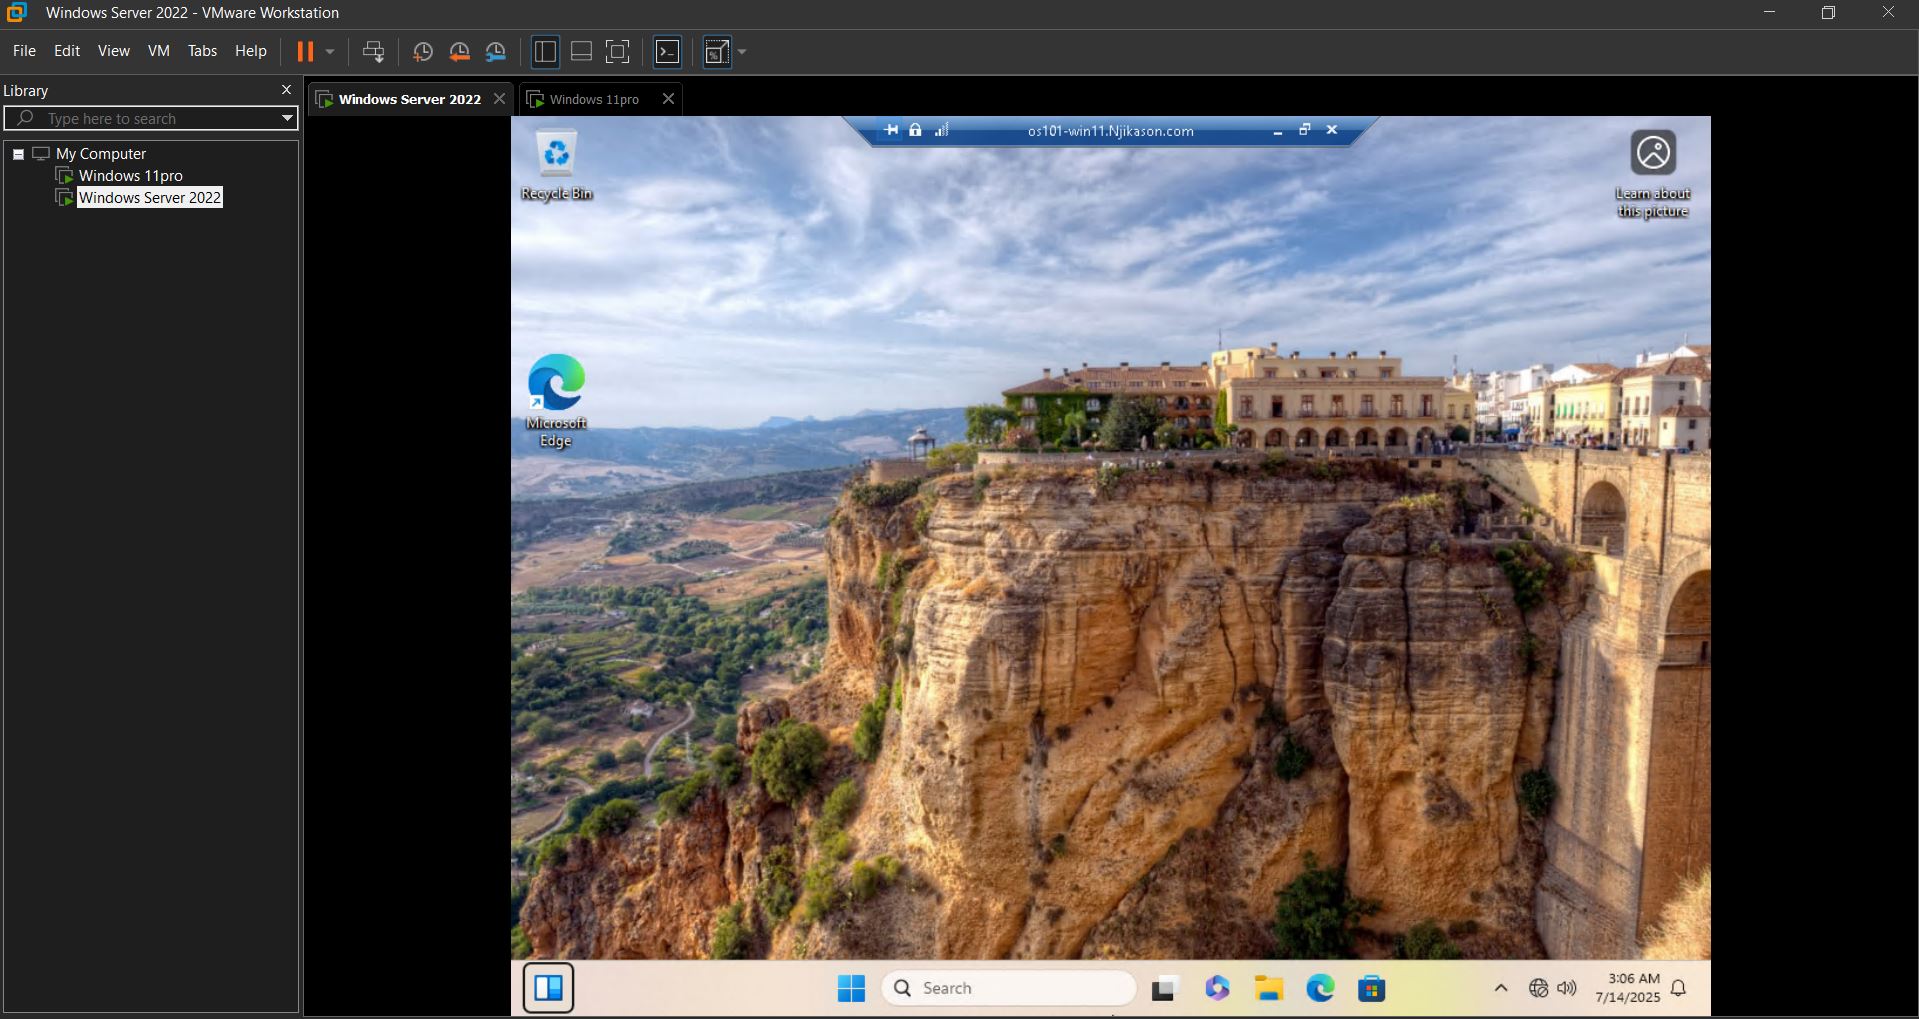 Windows Server 2022 - VMware Workstation
File Edit View VM Tabs Help
Library
Type here to search
My Computer
Windows 11pro
Windows Server 2022
Windows Server 2022
Windows 11pro
os101-win11.Njikason.com
Recycle Bin
Learn about
this picture
Microsoft
Edge
Search
3:06 AM
7/14/2025